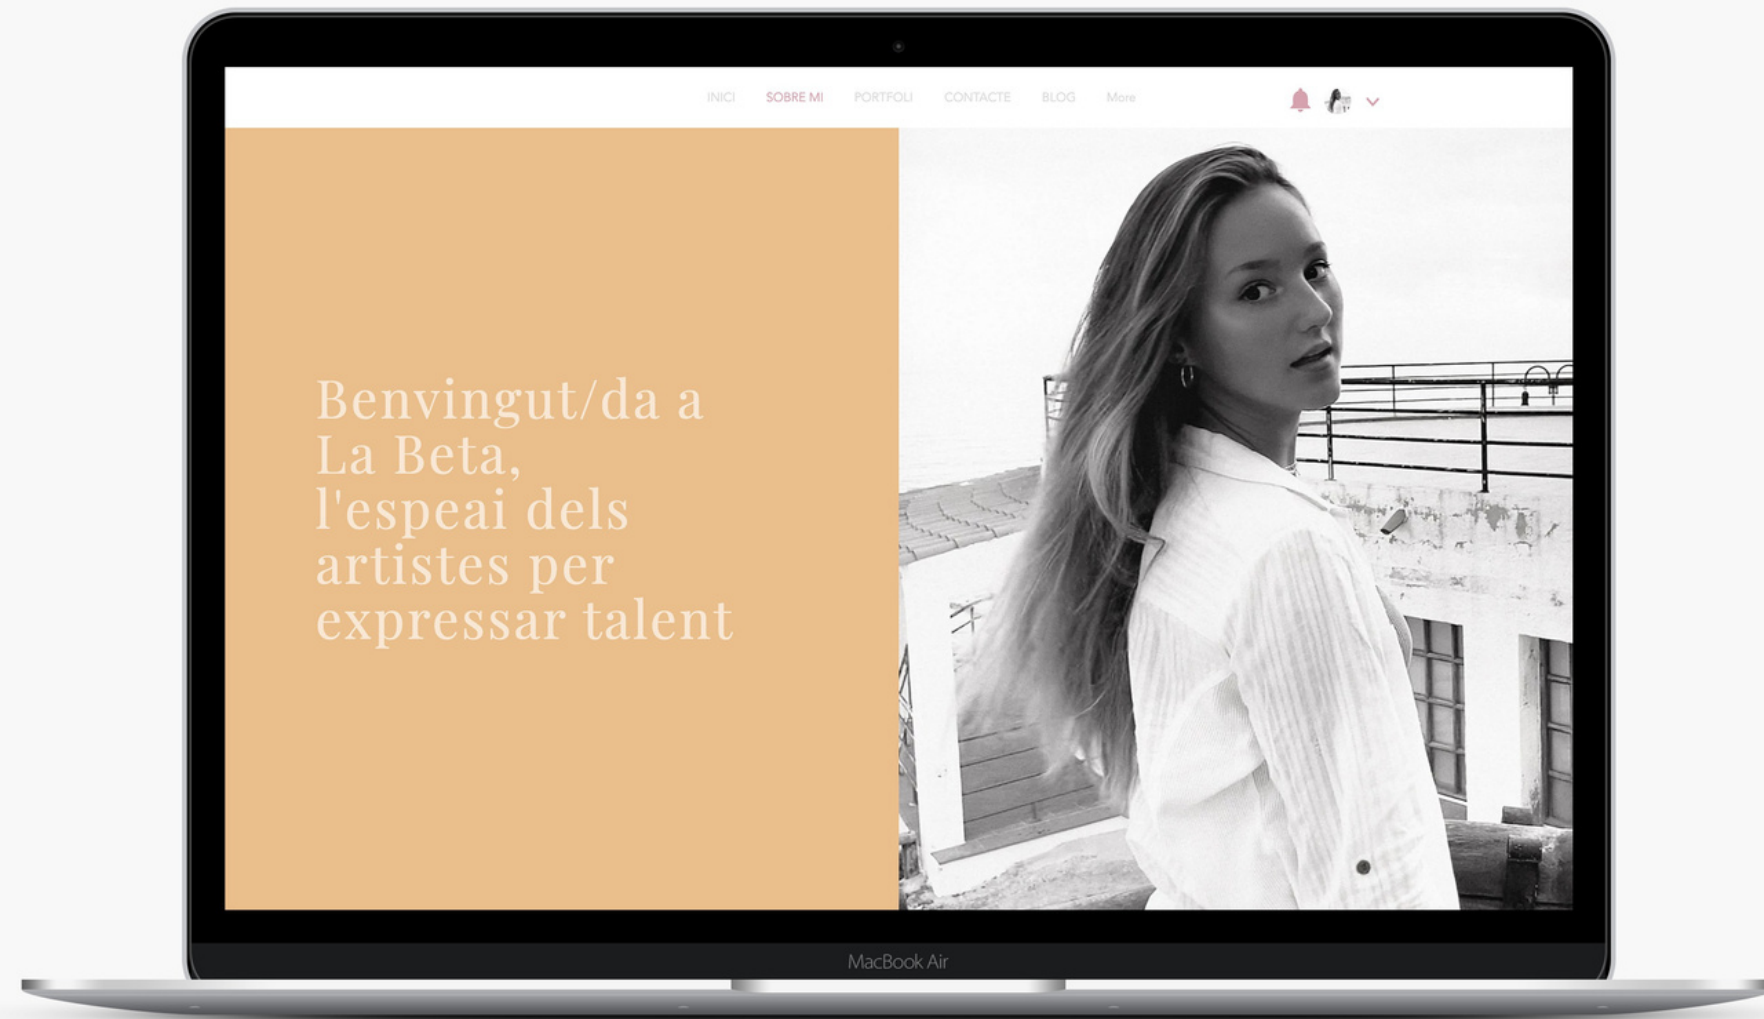 INICI SOBRE MI PORTFOLI CONTACTE BLOG More
Benvingut/da a
La Beta,
l'espeai dels
artistes per
expressar talent
MacBook Air